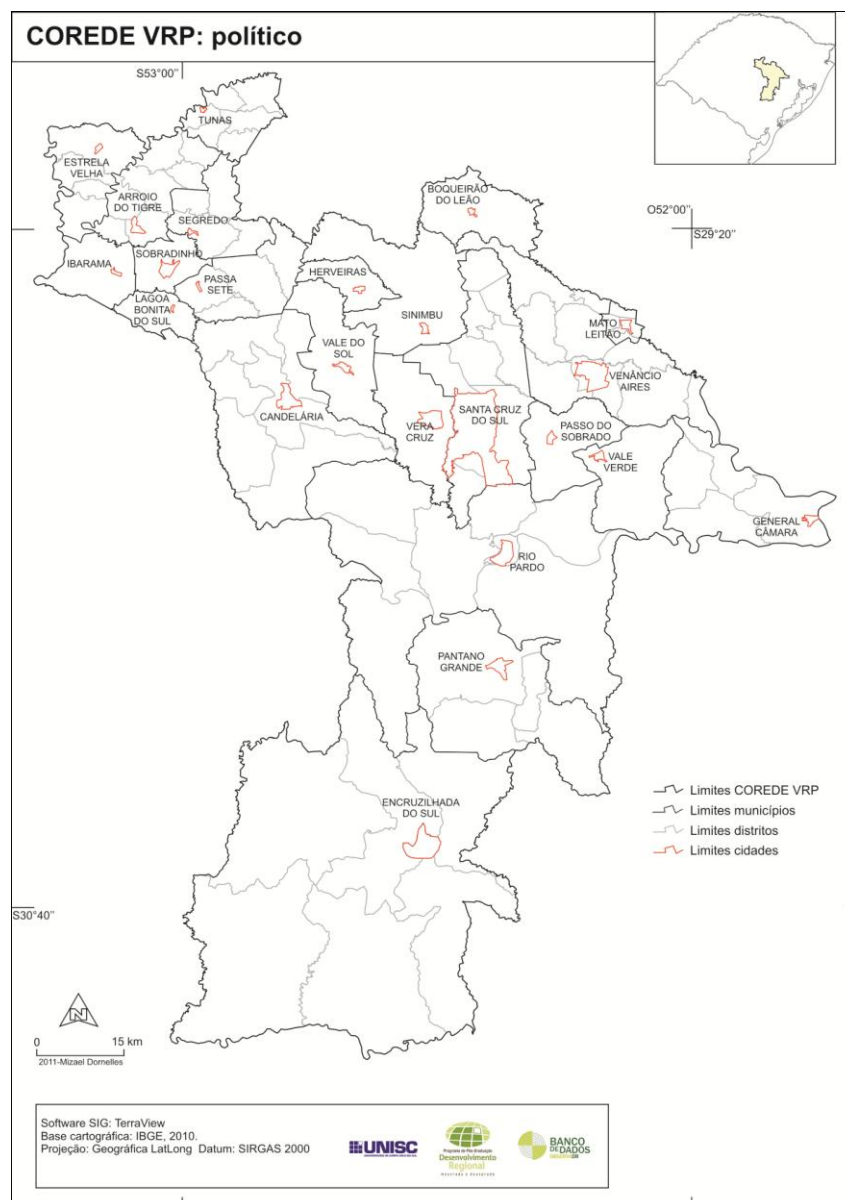 COREDE VRP: político
S53°00'’
TUNAS
ESTRELA
VELHA
ARROIO
DO TIGRE
SEGREDO
BOQUEIRÃO
DO LEÃO
O52°00'’
S29°20'’
IBARAMA
SOBRADINHO
PASSA
SETE
LAGOA
BONITA
DO SUL
HERVEIRAS
SINIMBU
MATO
LEITÃO
VALE DO
SOL
VENÂNCIO
AIRES
CANDELÁRIA
VERA
CRUZ
SANTA CRUZ
DO SUL
PASSO DO
SOBRADO
VALE
VERDE
GENERAL
CÂMARA
RIO
PARDO
PANTANO
GRANDE
ENCRUZILHADA
DO SUL
Limites COREDE VRP
Limites municípios
Limites distritos
Limites cidades
S30°40'’
N
0 15 km
2011-Mizael Dornelles
Software SIG: TerraView
Base cartográfica: IBGE, 2010.
Projeção: Geográfica LatLong Datum: SIRGAS 2000
UNISC
Programa de Pós-Graduação
Desenvolvimento
Regional
BANCO
DE DADOS